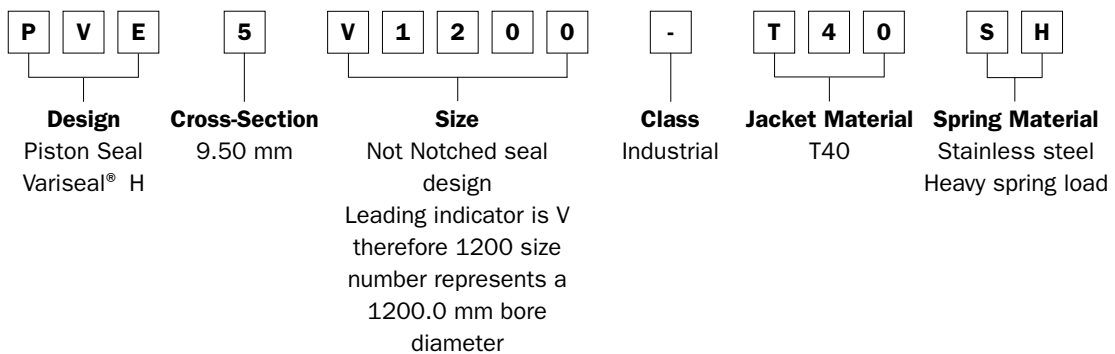 P V E 5 V 1 2 0 0 - T 4 0 S H
Design Cross-Section Size Class Jacket Material Spring Material
Piston Seal 9.50 mm Not Notched seal Industrial T40 Stainless steel
Variseal® H design Heavy spring load
Leading indicator is V
therefore 1200 size
number represents a
1200.0 mm bore
diameter